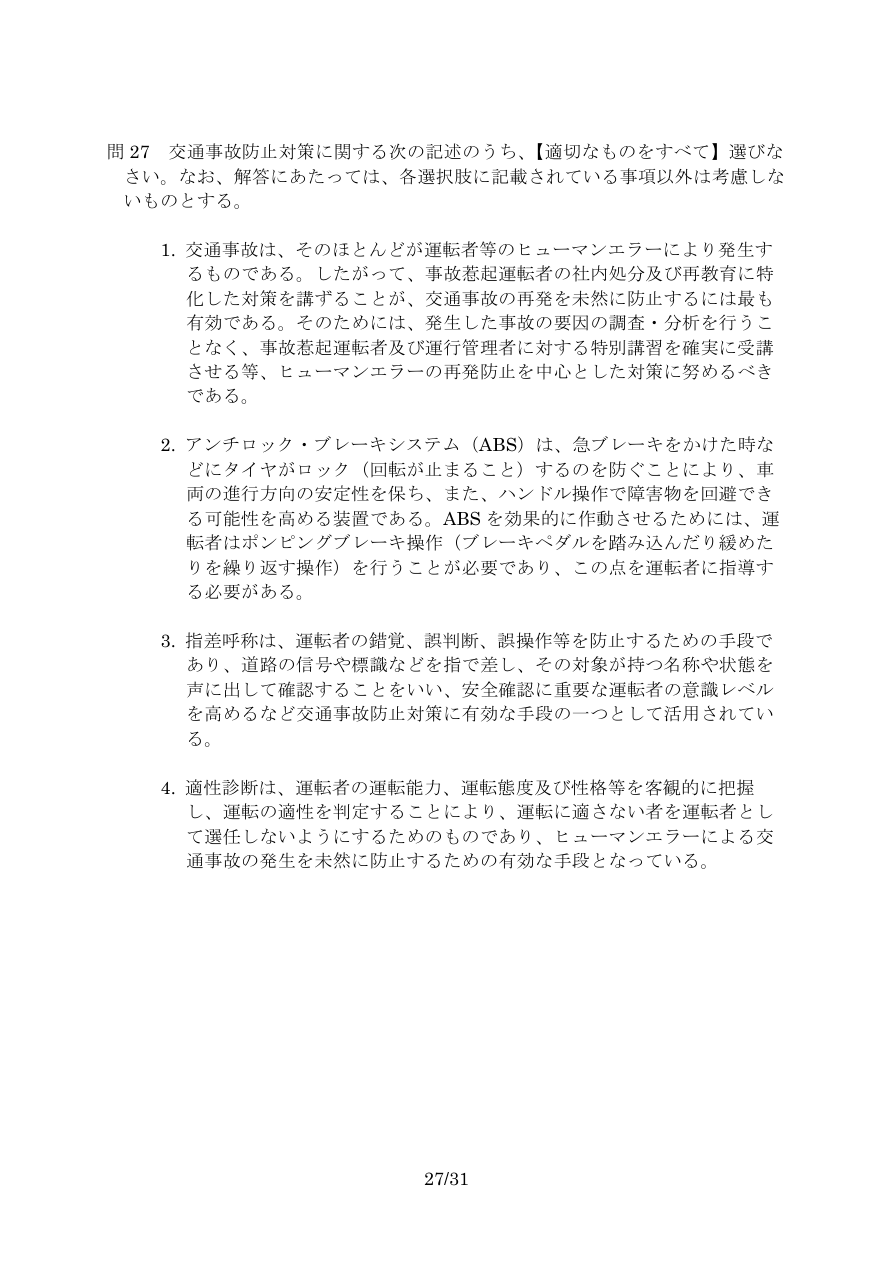 問 27　交通事故防止対策に関する次の記述のうち、【適切なものをすべて】選びな
さい。なお、解答にあたっては、各選択肢に記載されている事項以外は考慮しな
いものとする。
1. 交通事故は、そのほとんどが運転者等のヒューマンエラーにより発生す
るものである。したがって、事故惹起運転者の社内処分及び再教育に特
化した対策を講ずることが、交通事故の再発を未然に防止するには最も
有効である。そのためには、発生した事故の要因の調査・分析を行うこ
となく、事故惹起運転者及び運行管理者に対する特別講習を確実に受講
させる等、ヒューマンエラーの再発防止を中心とした対策に努めるべき
である。
2. アンチロック・ブレーキシステム（ABS）は、急ブレーキをかけた時な
どにタイヤがロック（回転が止まること）するのを防ぐことにより、車
両の進行方向の安定性を保ち、また、ハンドル操作で障害物を回避でき
る可能性を高める装置である。ABS を効果的に作動させるためには、運
転者はポンピングブレーキ操作（ブレーキペダルを踏み込んだり緩めた
りを繰り返す操作）を行うことが必要であり、この点を運転者に指導す
る必要がある。
3. 指差呼称は、運転者の錯覚、誤判断、誤操作等を防止するための手段で
あり、道路の信号や標識などを指で差し、その対象が持つ名称や状態を
声に出して確認することをいい、安全確認に重要な運転者の意識レベル
を高めるなど交通事故防止対策に有効な手段の一つとして活用されてい
る。
4. 適性診断は、運転者の運転能力、運転態度及び性格等を客観的に把握
し、運転の適性を判定することにより、運転に適さない者を運転者とし
て選任しないようにするためのものであり、ヒューマンエラーによる交
通事故の発生を未然に防止するための有効な手段となっている。
27/31